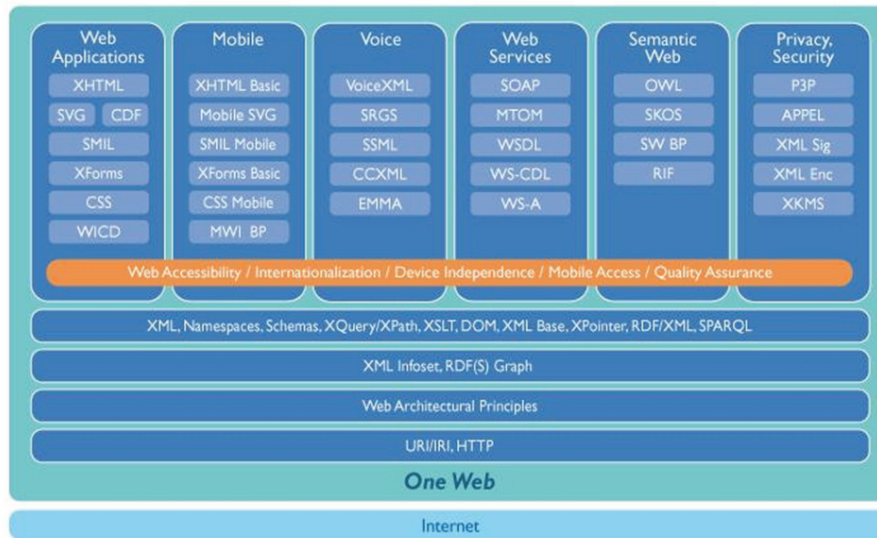 Web
Applications
XHTML
SVG
CDF
SMIL
XForms
CSS
WICD
Mobile
XHTML Basic
Mobile SVG
SMIL Mobile
XForms Basic
CSS Mobile
MWI BP
Voice
VoiceXML
SRGS
SSML
CCXML
EMMA
Web
Services
SOAP
MTOM
WSDL
WS-CDL
WS-A
Semantic
Web
OWL
SKOS
SW BP
RIF
Privacy,
Security
P3P
APPEL
XML Sig
XML Enc
XKMS
Web Accessibility / Internationalization / Device Independence / Mobile Access / Quality Assurance
XML, Namespaces, Schemas, XQuery/XPath, XSLT, DOM, XML Base, XPointer, RDF/XML, SPARQL
XML Infoset, RDF(S) Graph
Web Architectural Principles
URI/IRI, HTTP
One Web
Internet